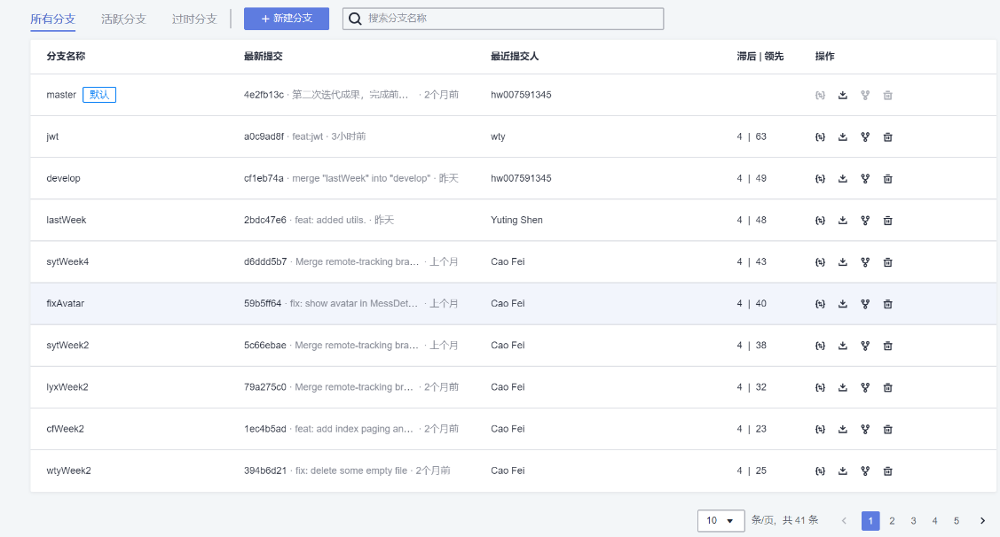 所有分支 活跃分支 过时分支 + 新建分支 搜索分支名称
分支名称 最新提交 最近提交人 滞后 | 领先 操作
master 默认 4e2fb13c · 第二次迭代成果，完成前... · 2个月前 hw007591345
jwt a0c9ad8f · feat:jwt · 3小时前 wty 4 | 63
develop cf1eb74a · merge "lastWeek" into "develop" · 昨天 hw007591345 4 | 49
lastWeek 2bdc47e6 · feat: added utils. · 昨天 Yuting Shen 4 | 48
sytWeek4 d6ddd5b7 · Merge remote-tracking bra... · 上个月 Cao Fei 4 | 43
fixAvatar 59b5ff64 · fix: show avatar in MessDet... · 上个月 Cao Fei 4 | 40
sytWeek2 5c66ebae · Merge remote-tracking bra... · 上个月 Cao Fei 4 | 38
lyxWeek2 79a275c0 · Merge remote-tracking br... · 2个月前 Cao Fei 4 | 32
cfWeek2 1ec4b5ad · feat: add index paging an... · 2个月前 Cao Fei 4 | 23
wtyWeek2 394b6d21 · fix: delete some empty file · 2个月前 Cao Fei 4 | 25
10 条/页，共 41 条 1 2 3 4 5